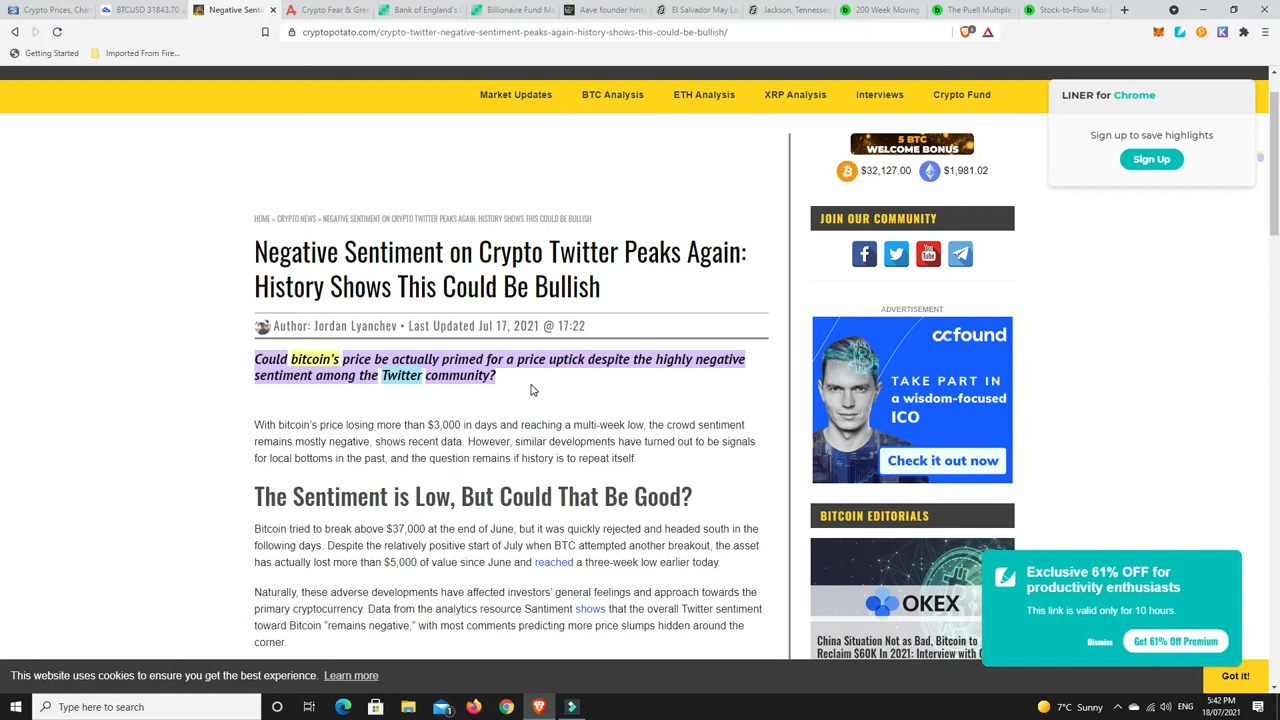 Crypto Prices, Cha
BTCUSD 31843.70
Negative Senti
Crypto Fear & Gre
Bank of England's
Billionaire Fund M
Aave founder hint
El Salvador May L
Jackson, Tennesse
200 Week Moving
The Puell Multiple
Stock-to-Flow Mo
cryptopotato.com/crypto-twitter-negative-sentiment-peaks-again-history-shows-this-could-be-bullish/
Getting Started
Imported From Fire...
Market Updates
BTC Analysis
ETH Analysis
XRP Analysis
Interviews
Crypto Fund
LINER for Chrome
Sign up to save highlights
Sign Up
5 BTC
WELCOME BONUS
$32,127.00
$1,981.02
HOME » CRYPTO NEWS » NEGATIVE SENTIMENT ON CRYPTO TWITTER PEAKS AGAIN: HISTORY SHOWS THIS COULD BE BULLISH
Negative Sentiment on Crypto Twitter Peaks Again:
History Shows This Could Be Bullish
Author: Jordan Lyanchev • Last Updated Jul 17, 2021 @ 17:22
Could bitcoin's price be actually primed for a price uptick despite the highly negative
sentiment among the Twitter community?
With bitcoin's price losing more than $3,000 in days and reaching a multi-week low, the crowd sentiment
remains mostly negative, shows recent data. However, similar developments have turned out to be signals
for local bottoms in the past, and the question remains if history is to repeat itself.
The Sentiment is Low, But Could That Be Good?
Bitcoin tried to break above $37,000 at the end of June, but it was quickly rejected and headed south in the
following days. Despite the relatively positive start of July when BTC attempted another breakout, the asset
has actually lost more than $5,000 of value since June and reached a three-week low earlier today.
Naturally, these adverse developments have affected investors' general feelings and approach towards the
primary cryptocurrency. Data from the analytics resource Santiment shows that the overall Twitter sentiment
toward Bitcoin "remains negative," with most comments predicting more price slumps hidden around the
corner.
JOIN OUR COMMUNITY
You
Tube
ADVERTISEMENT
ccfound
TAKE PART IN
a wisdom-focused
ICO
Check it out now
BITCOIN EDITORIALS
OKEX
China Situation Not as Bad, Bitcoin to
Reclaim $60K In 2021: Interview with
Exclusive 61% OFF for
productivity enthusiasts
This link is valid only for 10 hours.
Dismiss
Get 61% Off Premium
This website uses cookies to ensure you get the best experience. Learn more
Got it!
Type here to search
7°C Sunny
ENG
5:42 PM
18/07/2021